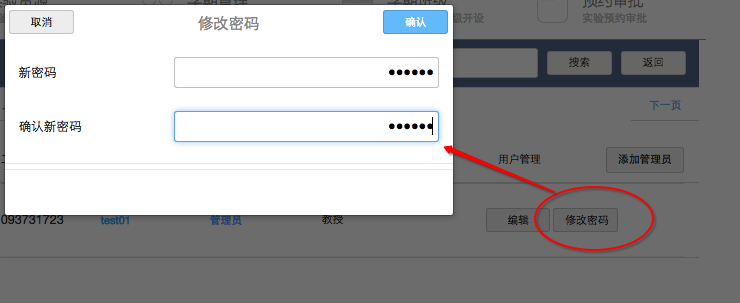 预约审批
级开设
实验预约审批
取消
修改密码
确认
新密码
●●●●●●
搜索
返回
下一页
确认新密码
●●●●●●
用户管理
添加管理员
093731723
test01
管理员
教授
编辑
修改密码